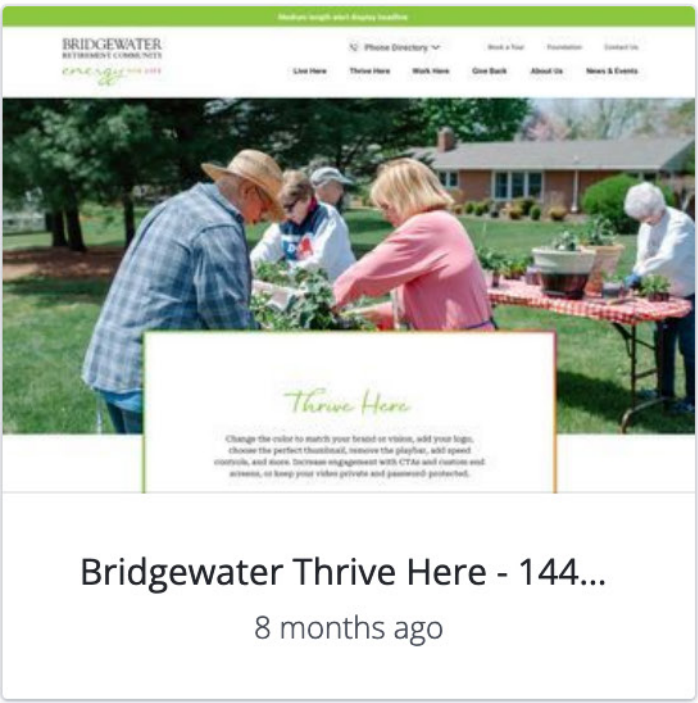 Medium length alert display headline
BRIDGEWATER
RETIREMENT COMMUNITY
energy FOR LIFE
Phone Directory
Book a Tour
Foundation
Contact Us
Live Here
Thrive Here
Work Here
Give Back
About Us
News & Events
Thrive Here
Change the color to match your brand or vision, add your logo,
choose the perfect thumbnail, remove the playbar, add speed
controls, and more. Increase engagement with CTAs and custom end
screens, or keep your video private and password-protected.
Bridgewater Thrive Here - 144...
8 months ago